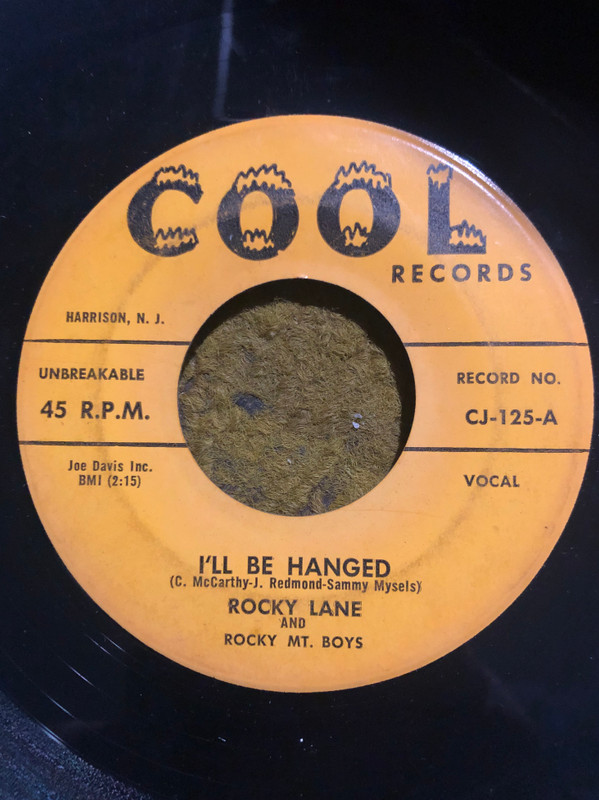 COOL
RECORDS
HARRISON, N. J.
UNBREAKABLE
45 R.P.M.
RECORD NO.
CJ-125-A
Joe Davis Inc.
BMI (2:15)
VOCAL
I'LL BE HANGED
(C. McCarthy-J. Redmond-Sammy Mysels)
ROCKY LANE
AND
ROCKY MT. BOYS